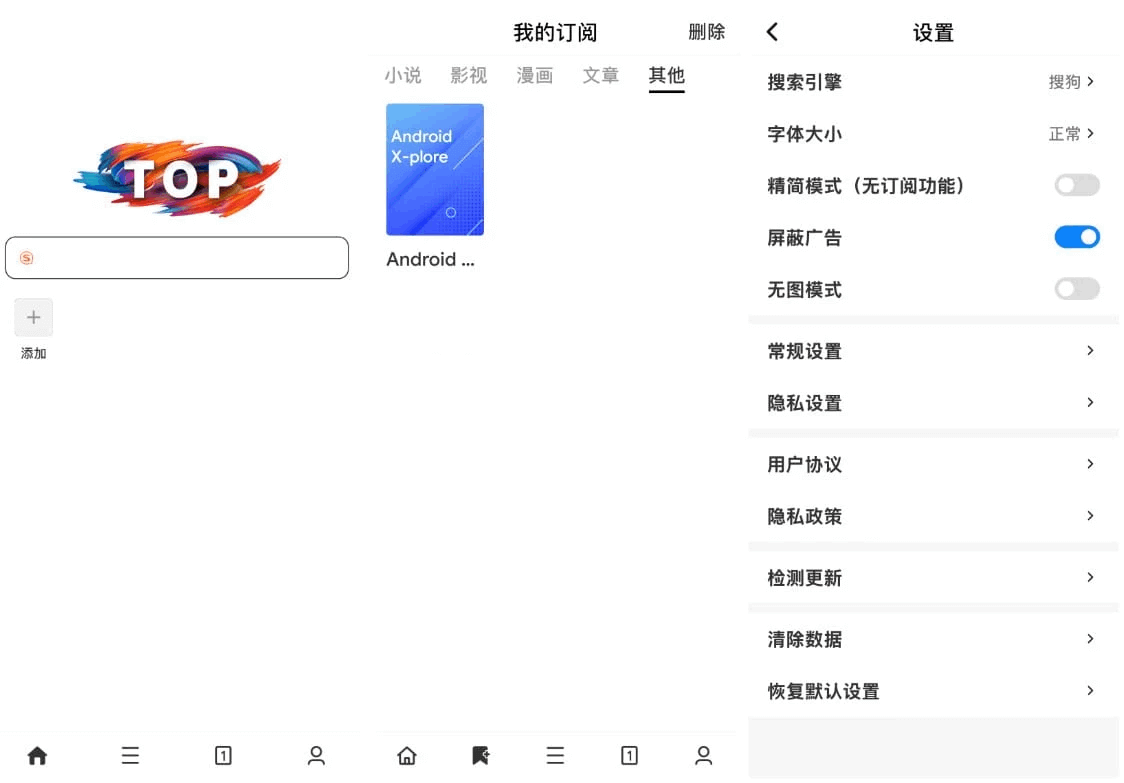 TOP
添加
1
我的订阅
删除
小说 影视 漫画 文章 其他
Android
X-plore
Android ...
1
设置
搜索引擎 搜狗
字体大小 正常
精简模式（无订阅功能）
屏蔽广告
无图模式
常规设置
隐私设置
用户协议
隐私政策
检测更新
清除数据
恢复默认设置